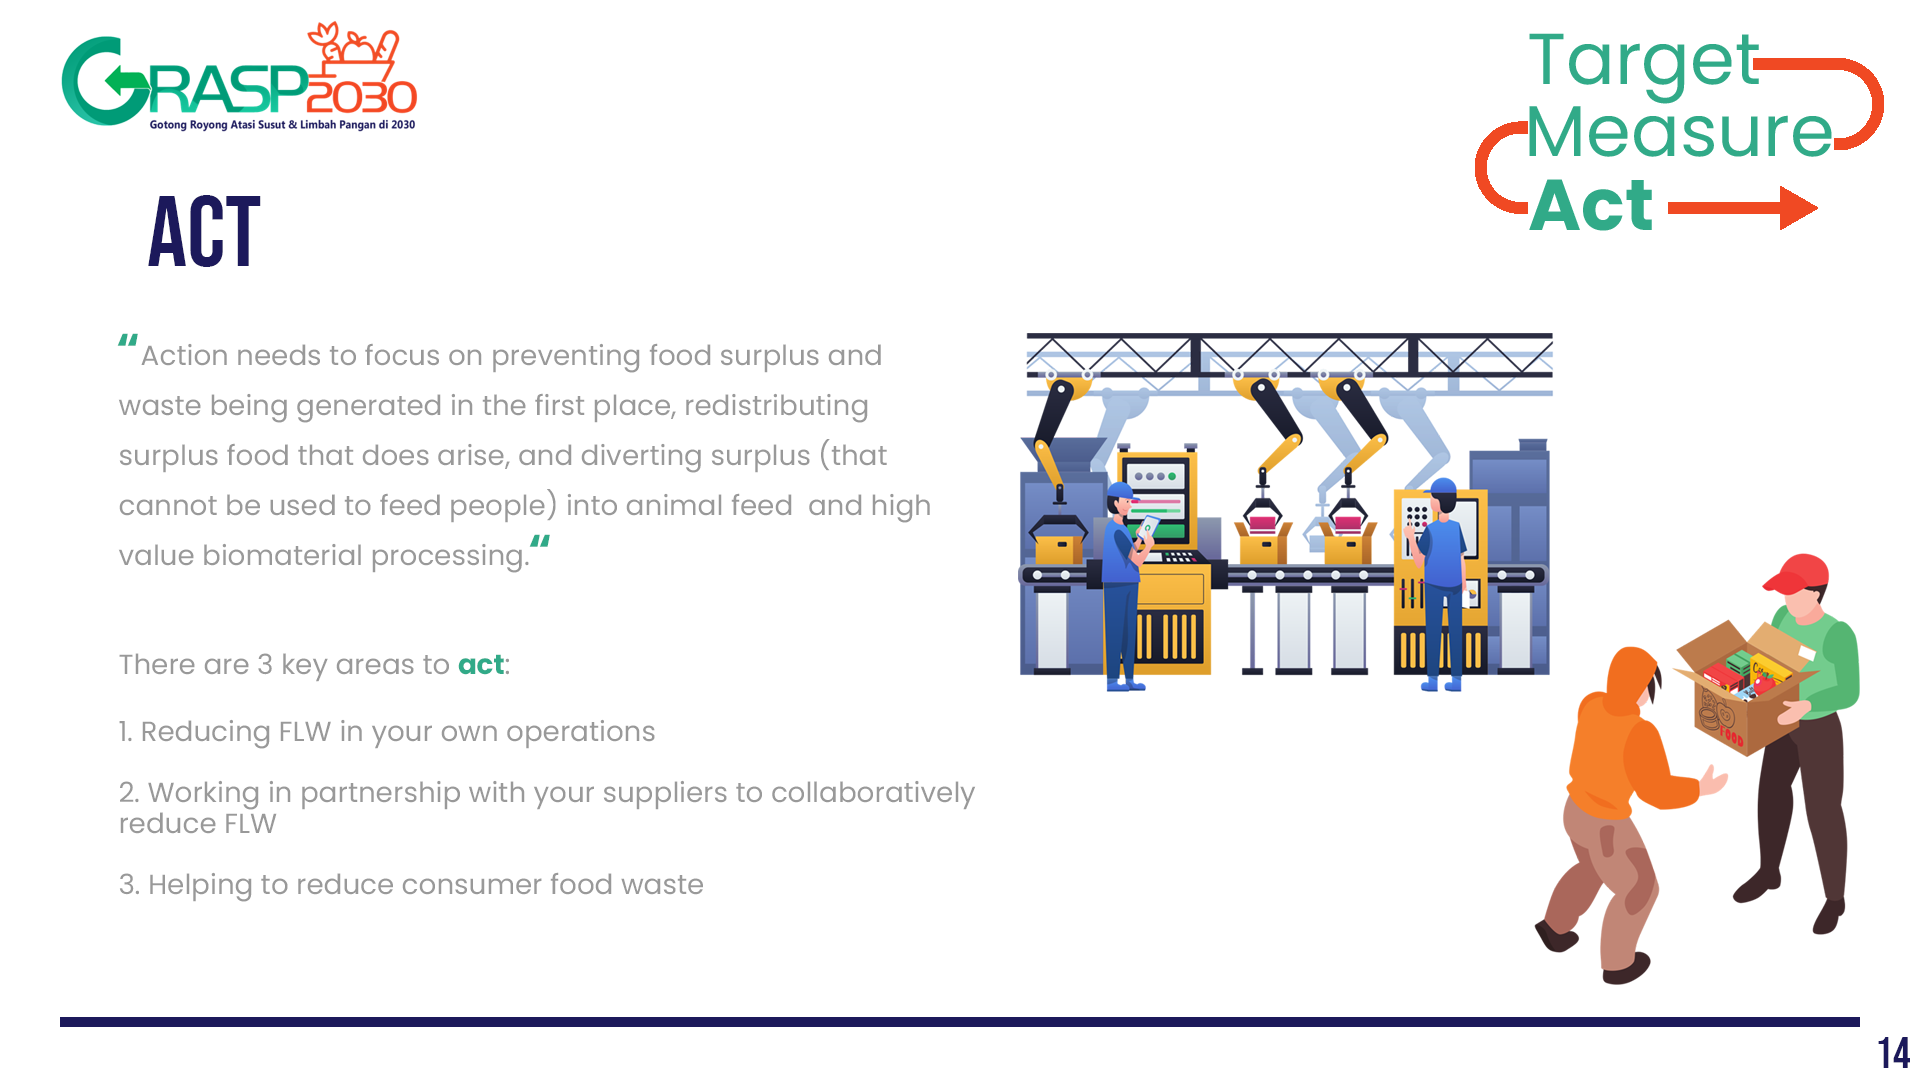 GRASP
2030
Gotong Royong Atasi Susut & Limbah Pangan di 2030
Target
Measure
Act
ACT
“Action needs to focus on preventing food surplus and
waste being generated in the first place, redistributing
surplus food that does arise, and diverting surplus (that
cannot be used to feed people) into animal feed  and high
value biomaterial processing.“
There are 3 key areas to act:
1. Reducing FLW in your own operations
2. Working in partnership with your suppliers to collaboratively
reduce FLW
3. Helping to reduce consumer food waste
FOOD
14